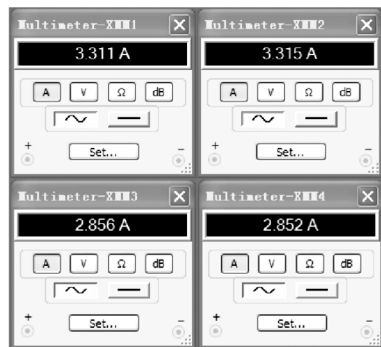 Multimeter-XMM1
3.311 A
A V Ω dB
+ Set... -
Multimeter-XMM2
3.315 A
A V Ω dB
+ Set... -
Multimeter-XMM3
2.856 A
A V Ω dB
+ Set... -
Multimeter-XMM4
2.852 A
A V Ω dB
+ Set... -